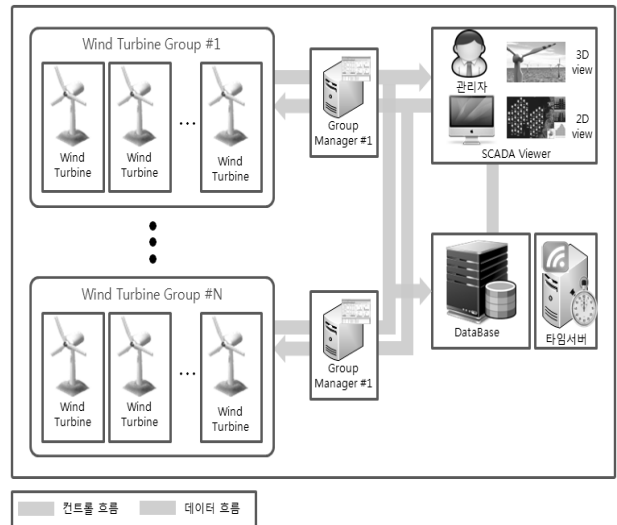 Wind Turbine Group #1
Wind
Turbine
Wind
Turbine
...
Wind
Turbine
Group
Manager #1
관리자
3D
view
2D
view
SCADA Viewer
Wind Turbine Group #N
Wind
Turbine
Wind
Turbine
...
Wind
Turbine
Group
Manager #1
DataBase
타임서버
컨트롤 흐름
데이터 흐름